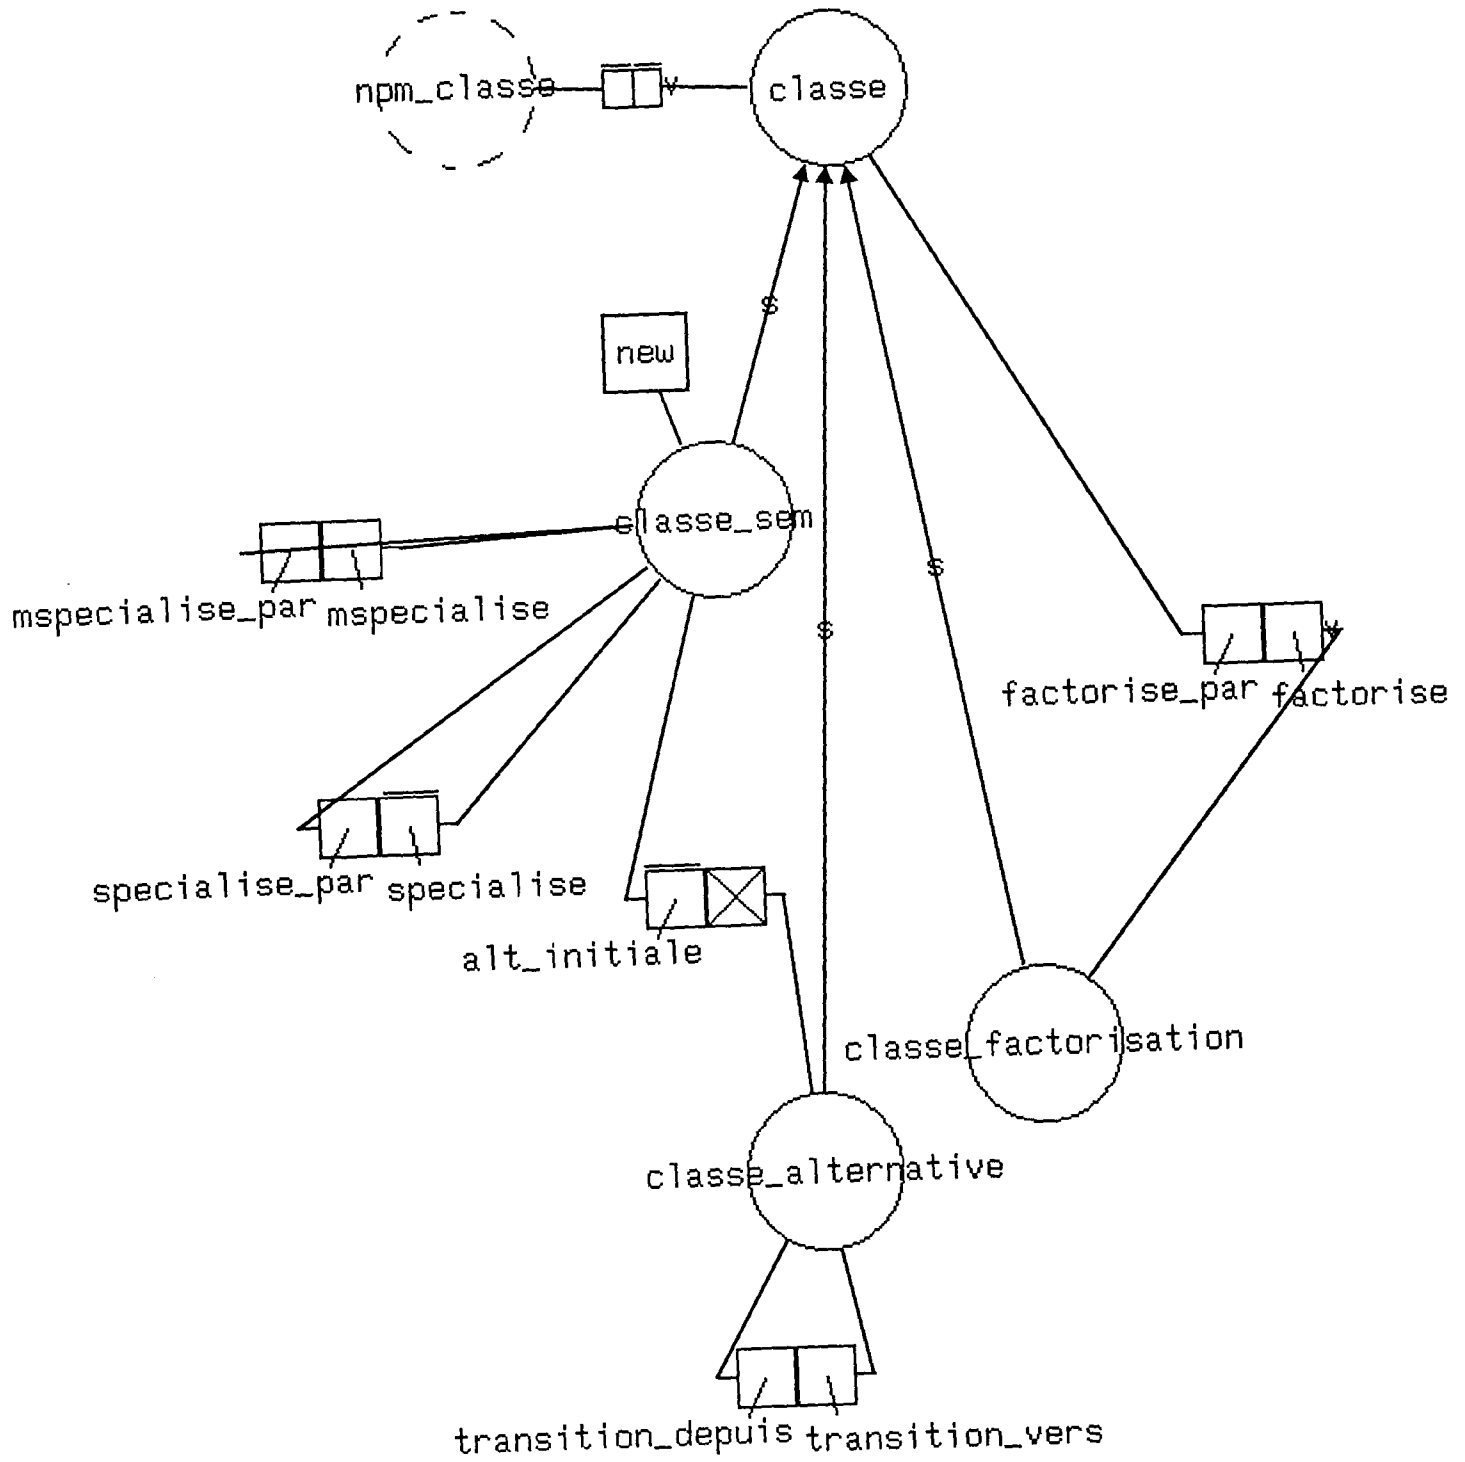 npm_classe
v
classe
s
new
classe_sem
s
s
mspecialise_par mspecialise
factorise_par factorise
v
specialise_par specialise
alt_initiale
classe_factorisation
classe_alternative
transition_depuis transition_vers